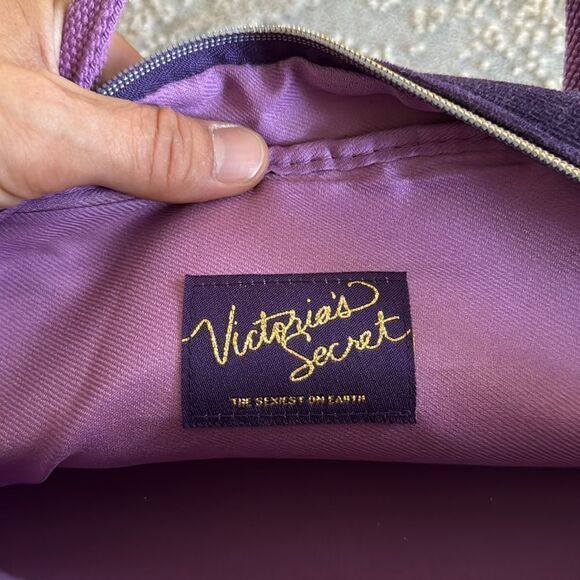 Victoria's
Secret
THE SEXIEST ON EARTH